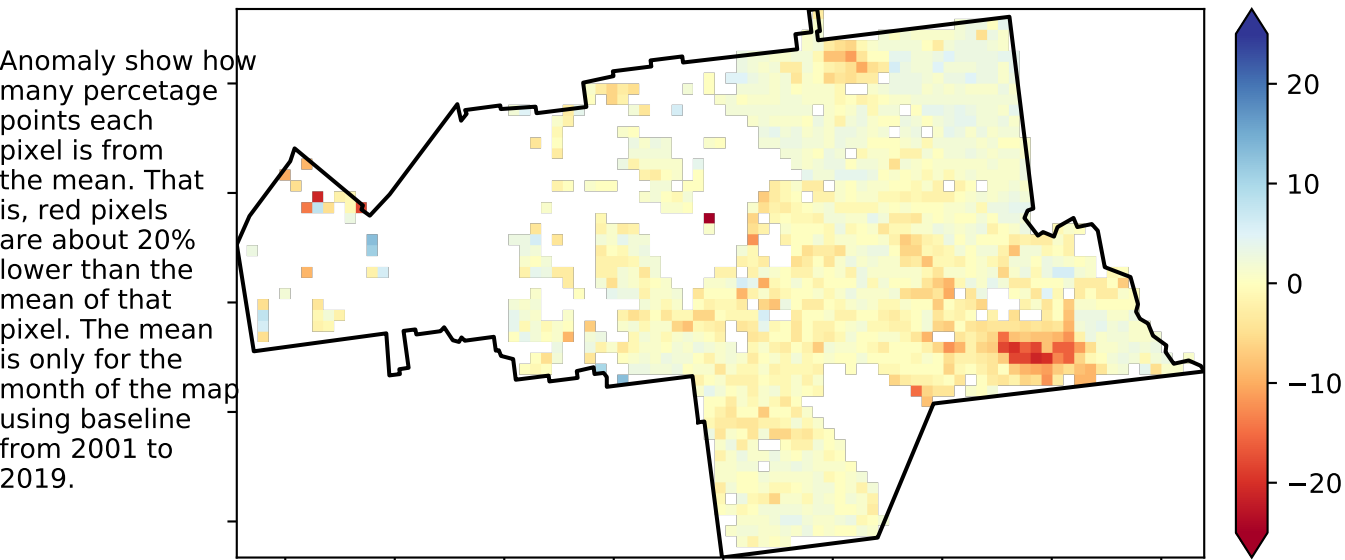 Anomaly show how
many percetage
points each
pixel is from
the mean. That
is, red pixels
are about 20%
lower than the
mean of that
pixel. The mean
is only for the
month of the map
using baseline
from 2001 to
2019.
20
10
0
−10
−20